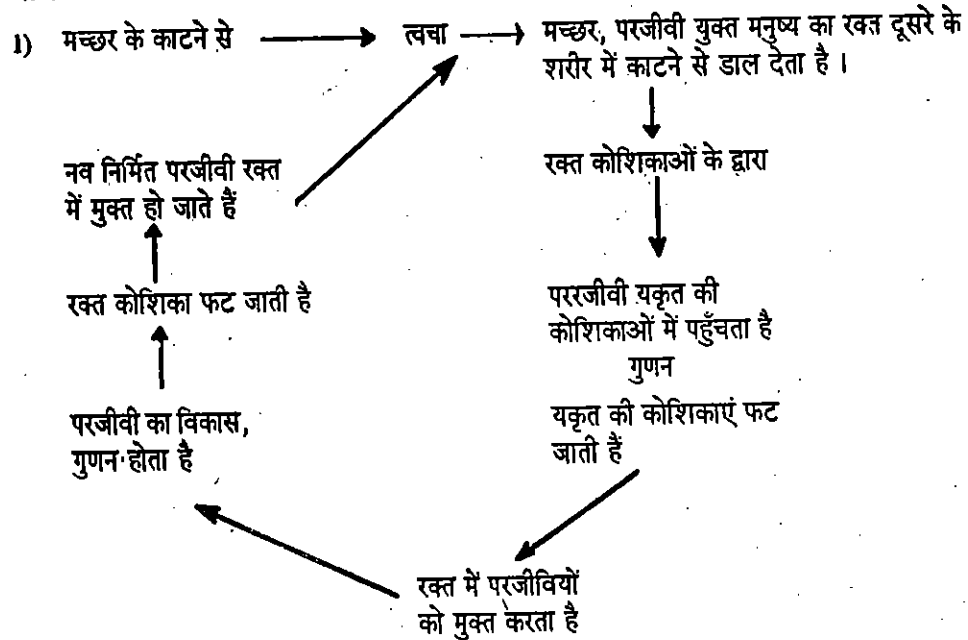 1) मच्छर के काटने से
त्वचा
मच्छर, परजीवी युक्त मनुष्य का रक्त दूसरे के
शरीर में काटने से डाल देता है ।
रक्त कोशिकाओं के द्वारा
पररजीवी यकृत की
कोशिकाओं में पहुँचता है
गुणन
यकृत की कोशिकाएं फट
जाती हैं
रक्त में परजीवियों
को मुक्त करता है
परजीवी का विकास,
गुणन होता है
रक्त कोशिका फट जाती है
नव निर्मित परजीवी रक्त
में मुक्त हो जाते हैं